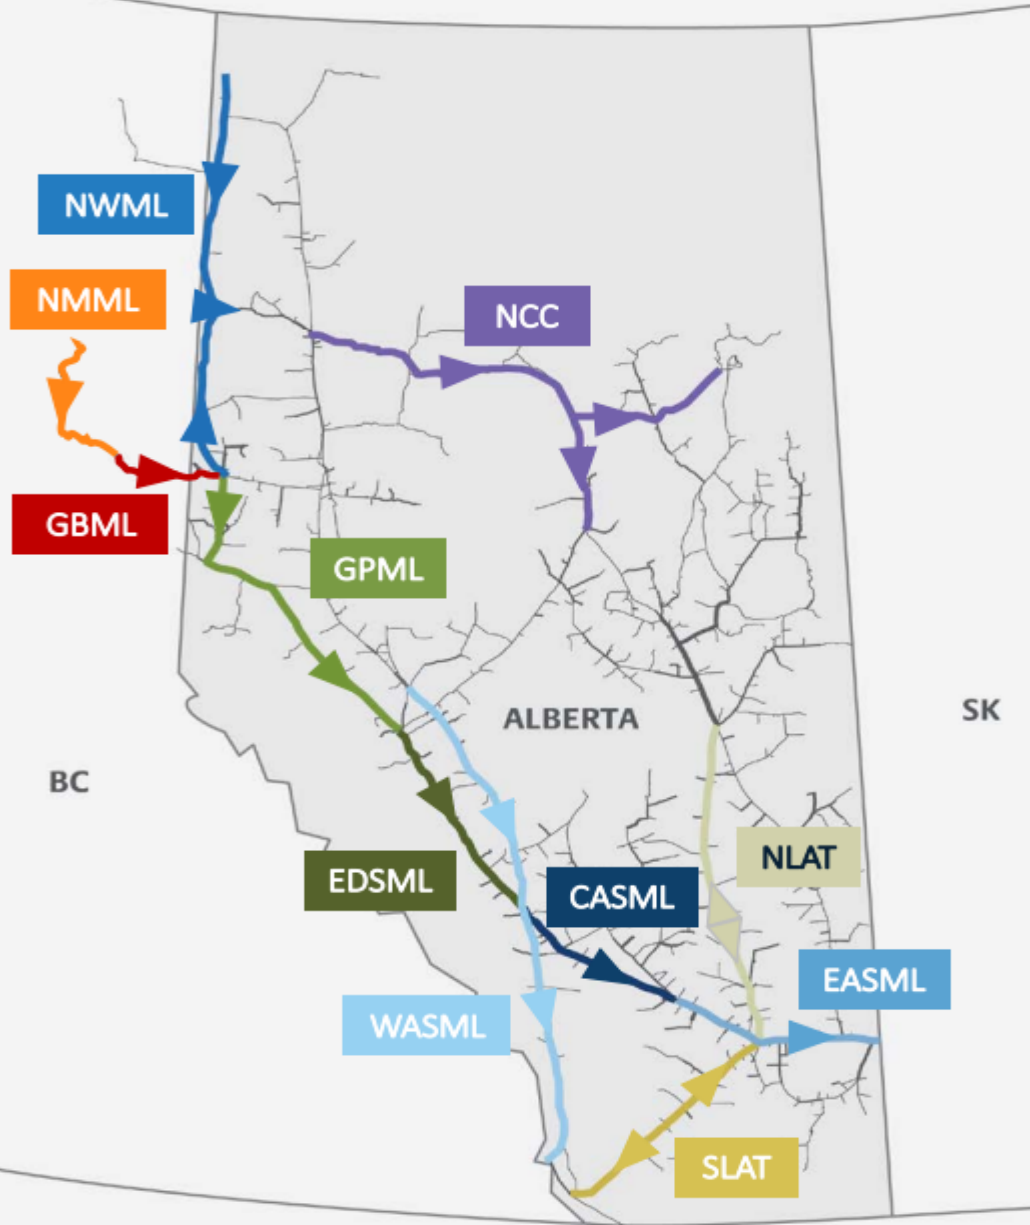 NWML
NMML
NCC
GBML
GPML
ALBERTA
SK
BC
NLAT
EDSML
CASML
EASML
WASML
SLAT